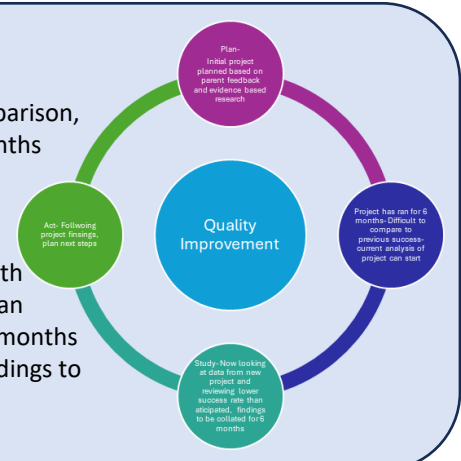 parison,
nths
th
an
months
dings to
Plan-
Initial project
planned based on
parent feedback
and evidence based
research
Project has ran for 6
months-Difficult to
compare to
previous success-
current analysis of
project can start
Study-Now looking
at data from new
project and
reviewing lower
success rate than
aticipated, findings
to be collated for 6
months
Act- Follwoing
project finsings,
plan next steps
Quality
Improvement